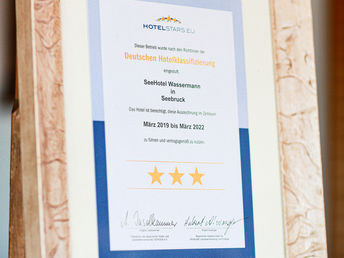 HOTELSTARS.EU
Dieser Betrieb wurde nach den Richtlinien der
Deutschen Hotelklassifizierung
eingestuft
SeeHotel Wassermann
in
Seebruck
Das Hotel ist berechtigt, diese Auszeichnung im Zeitraum
März 2019 bis März 2022
zu führen und vertragsgemäß zu nutzen.